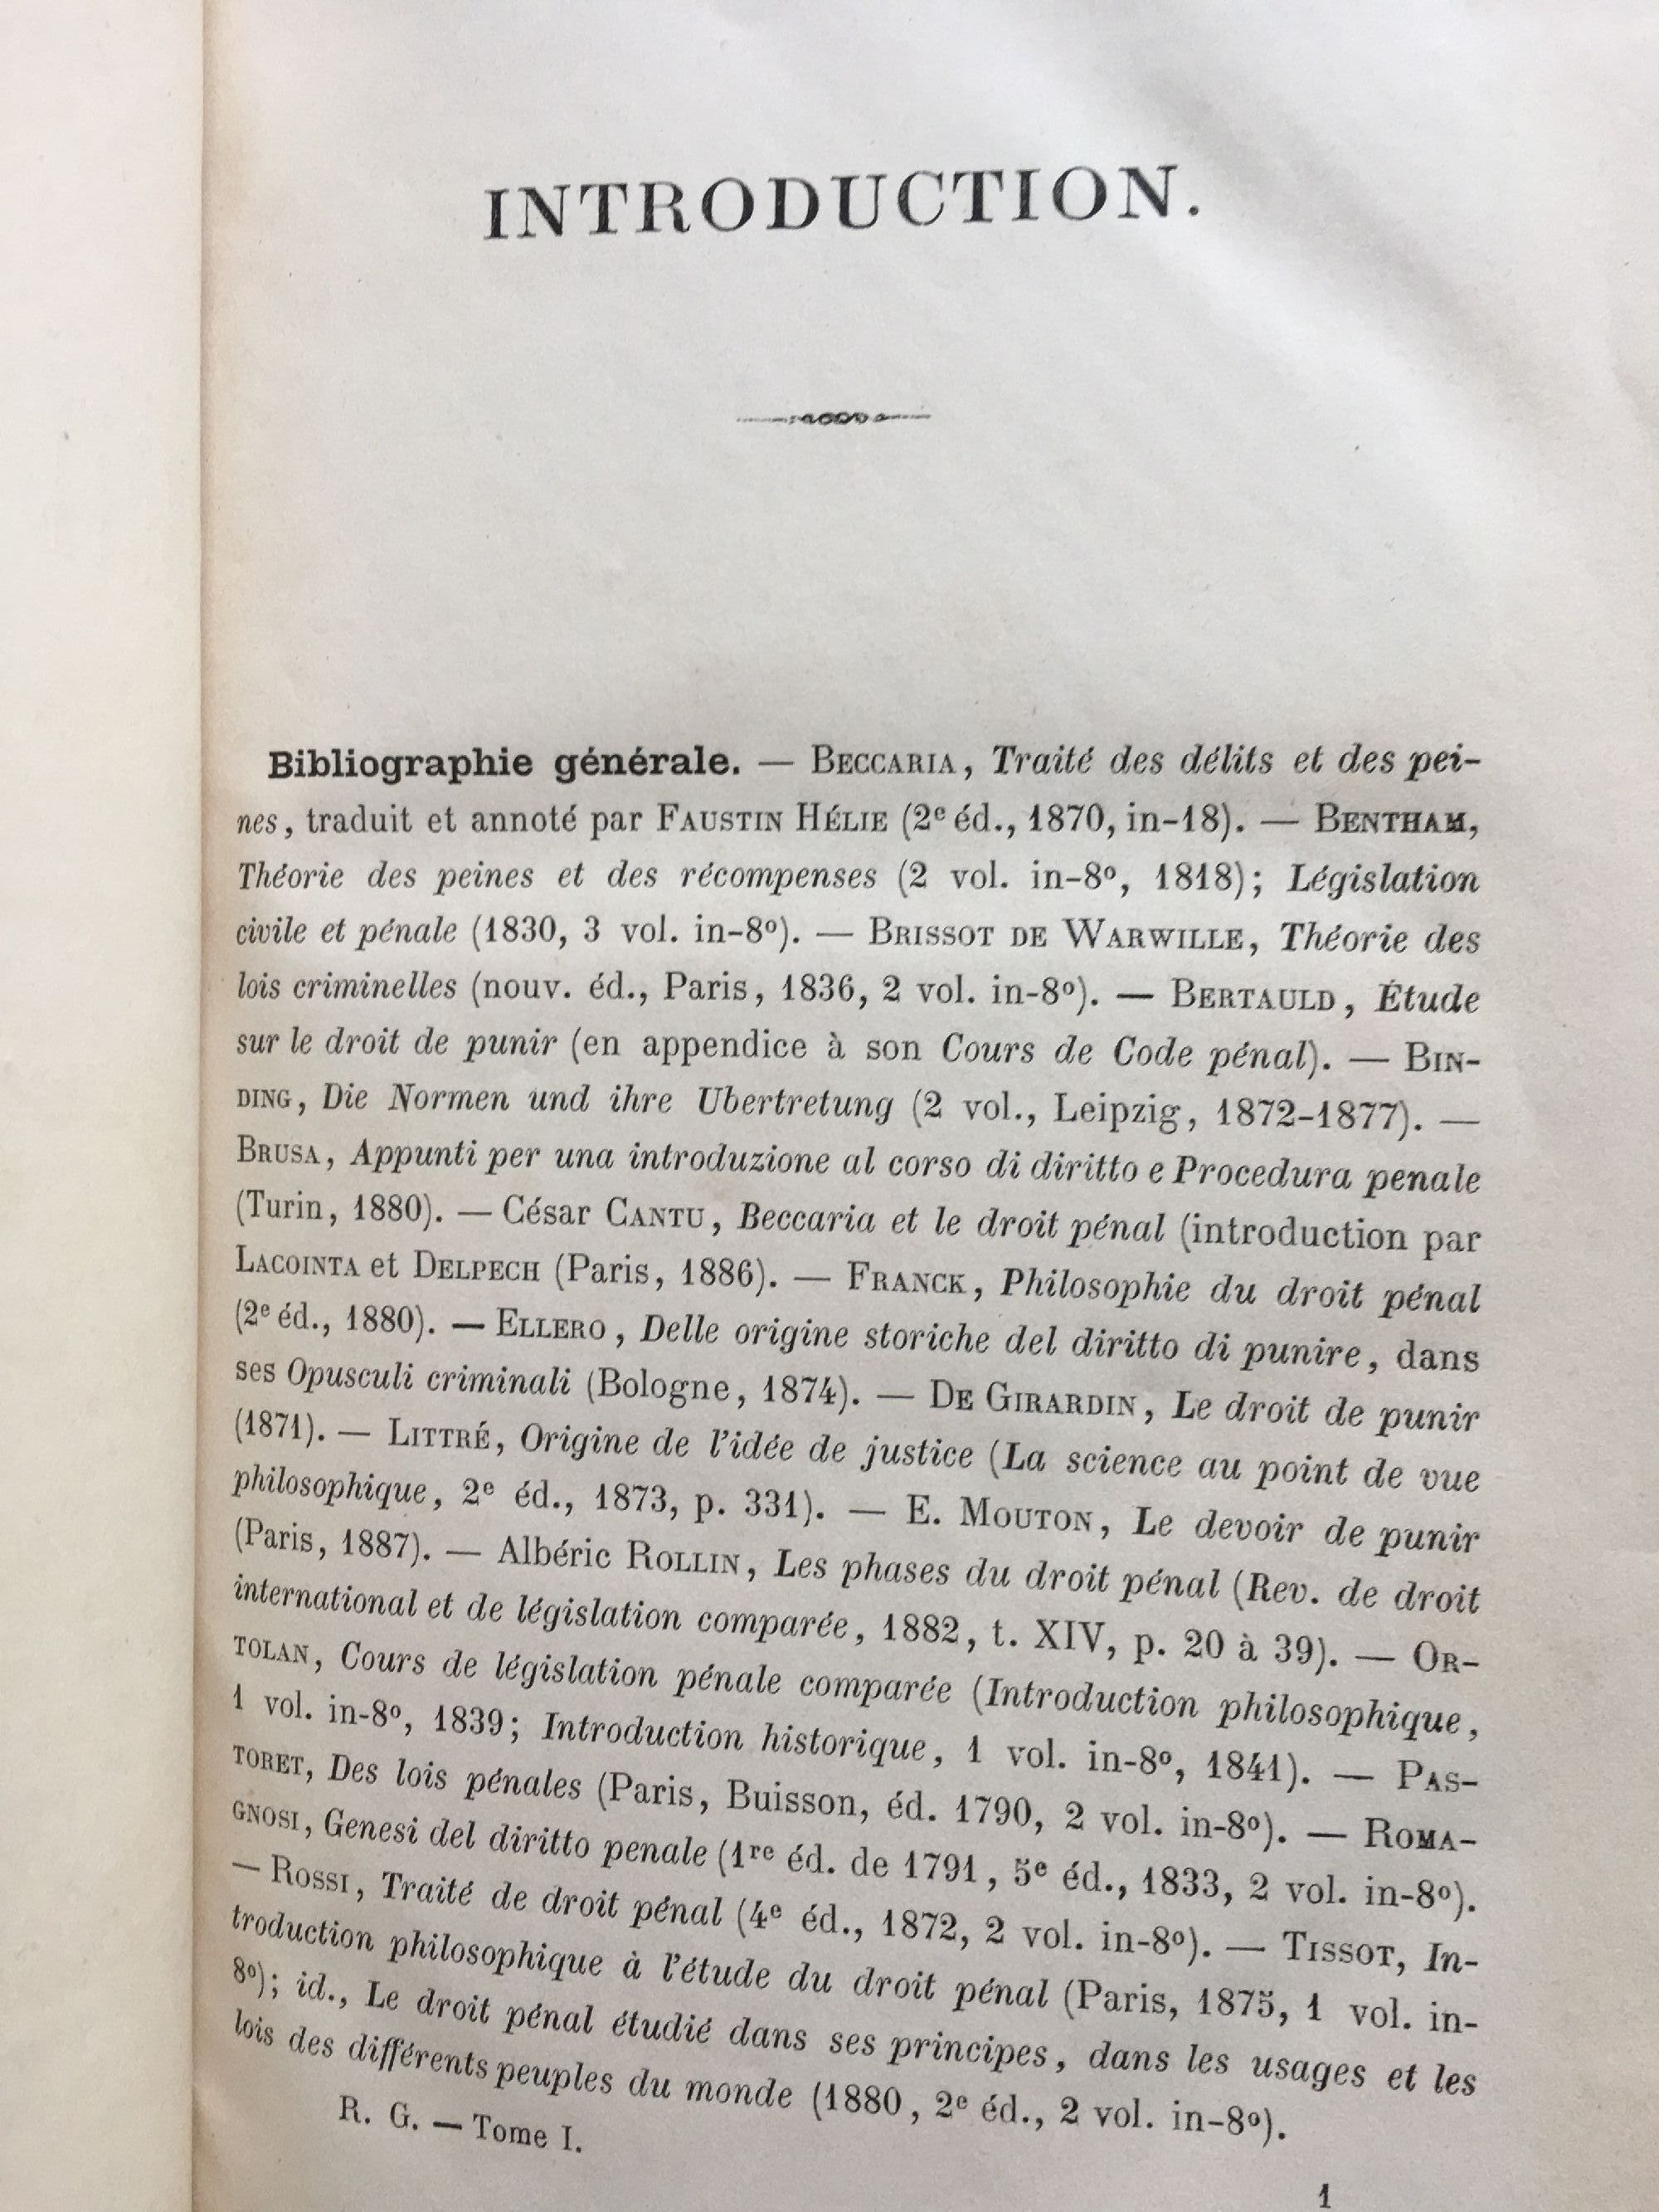 INTRODUCTION.
Bibliographie générale. — BECCARIA, Traité des délits et des pei-
nes, traduit et annoté par FAUSTIN HÉLIE (2e éd., 1870, in-18). — BENTHAM,
Théorie des peines et des récompenses (2 vol. in-8º, 1818); Législation
civile et pénale (1830, 3 vol. in-8º). — BRISSOT DE WARWILLE, Théorie des
lois criminelles (nouv. éd., Paris, 1836, 2 vol. in-8º). — BERTAULD, Étude
sur le droit de punir (en appendice à son Cours de Code pénal). — BIN-
DING, Die Normen und ihre Ubertretung (2 vol., Leipzig, 1872-1877). —
BRUSA, Appunti per una introduzione al corso di diritto e Procedura penale
(Turin, 1880). — César CANTU, Beccaria et le droit pénal (introduction par
LACOINTA et DELPECH (Paris, 1886). — FRANCK, Philosophie du droit pénal
(2e éd., 1880). — ELLERO, Delle origine storiche del diritto di punire, dans
ses Opusculi criminali (Bologne, 1874). — DE GIRARDIN, Le droit de punir
(1871). — LITTRÉ, Origine de l'idée de justice (La science au point de vue
philosophique, 2e éd., 1873, p. 331). — E. MOUTON, Le devoir de punir
(Paris, 1887). — Albéric ROLLIN, Les phases du droit pénal (Rev. de droit
international et de législation comparée, 1882, t. XIV, p. 20 à 39). — OR-
TOLAN, Cours de législation pénale comparée (Introduction philosophique,
1 vol. in-8º, 1839; Introduction historique, 1 vol. in-8º, 1841). — PAS-
TORET, Des lois pénales (Paris, Buisson, éd. 1790, 2 vol. in-8º). — ROMA-
GNOSI, Genesi del diritto penale (1re éd. de 1791, 5e éd., 1833, 2 vol. in-8º).
— ROSSI, Traité de droit pénal (4e éd., 1872, 2 vol. in-8º). — TISSOT, In-
troduction philosophique à l'étude du droit pénal (Paris, 1875, 1 vol. in-
8º); id., Le droit pénal étudié dans ses principes, dans les usages et les
lois des différents peuples du monde (1880, 2e éd., 2 vol. in-8º).
R. G. — Tome I.
1